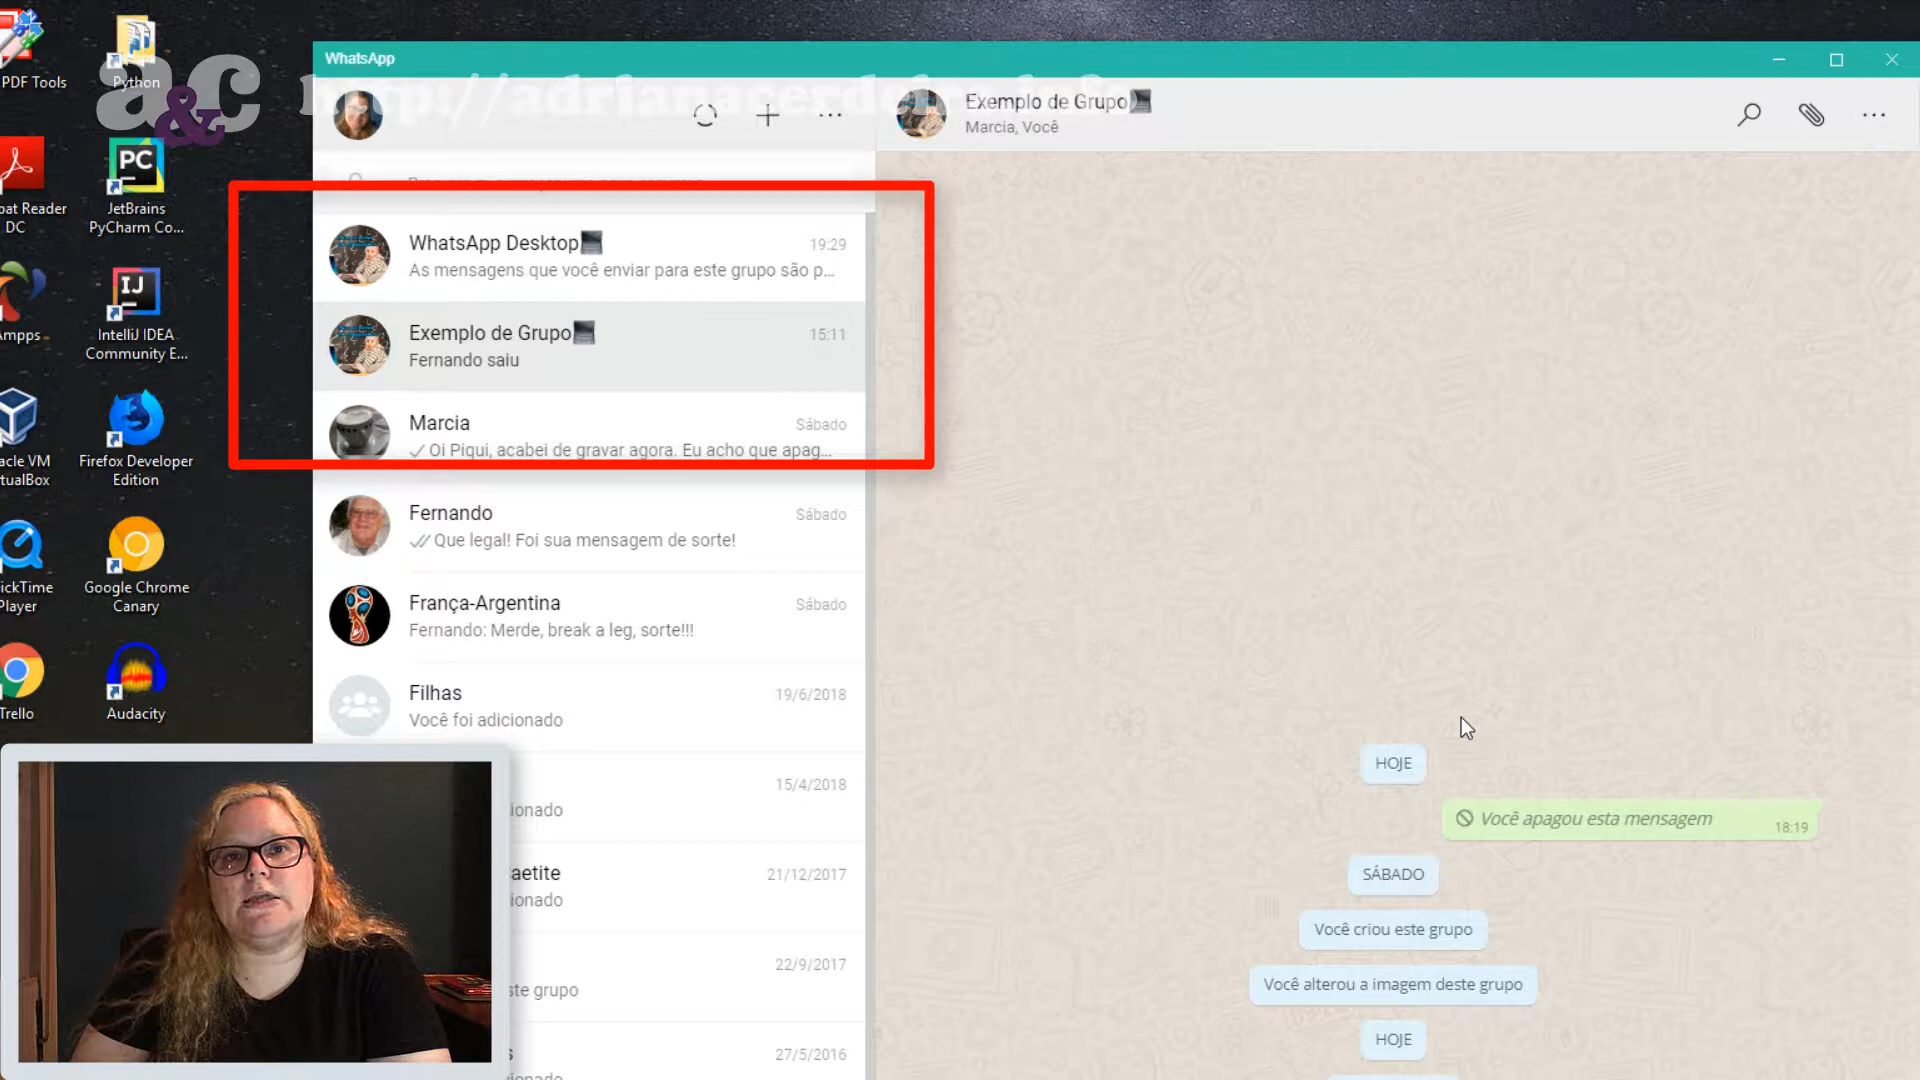 PDF Tools
Python
a&c
WhatsApp
Exemplo de Grupo
Marcia, Você
Reader
DC
JetBrains
PyCharm Co...
PC
WhatsApp Desktop
19:29
As mensagens que você enviar para este grupo são p...
IJ
IntelliJ IDEA
Community E...
Exemplo de Grupo
15:11
Fernando saiu
Marcia
Sábado
Oi Piqui, acabei de gravar agora. Eu acho que apag...
VM
Firefox Developer
Edition
Fernando
Sábado
Que legal! Foi sua mensagem de sorte!
Player
Google Chrome
Canary
França-Argentina
Sábado
Fernando: Merde, break a leg, sorte!!!
Trello
Audacity
Filhas
19/6/2018
Você foi adicionado
15/4/2018
ionado
aetite
21/12/2017
ionado
22/9/2017
ste grupo
s
27/5/2016
HOJE
Você apagou esta mensagem
18:19
SÁBADO
Você criou este grupo
Você alterou a imagem deste grupo
HOJE